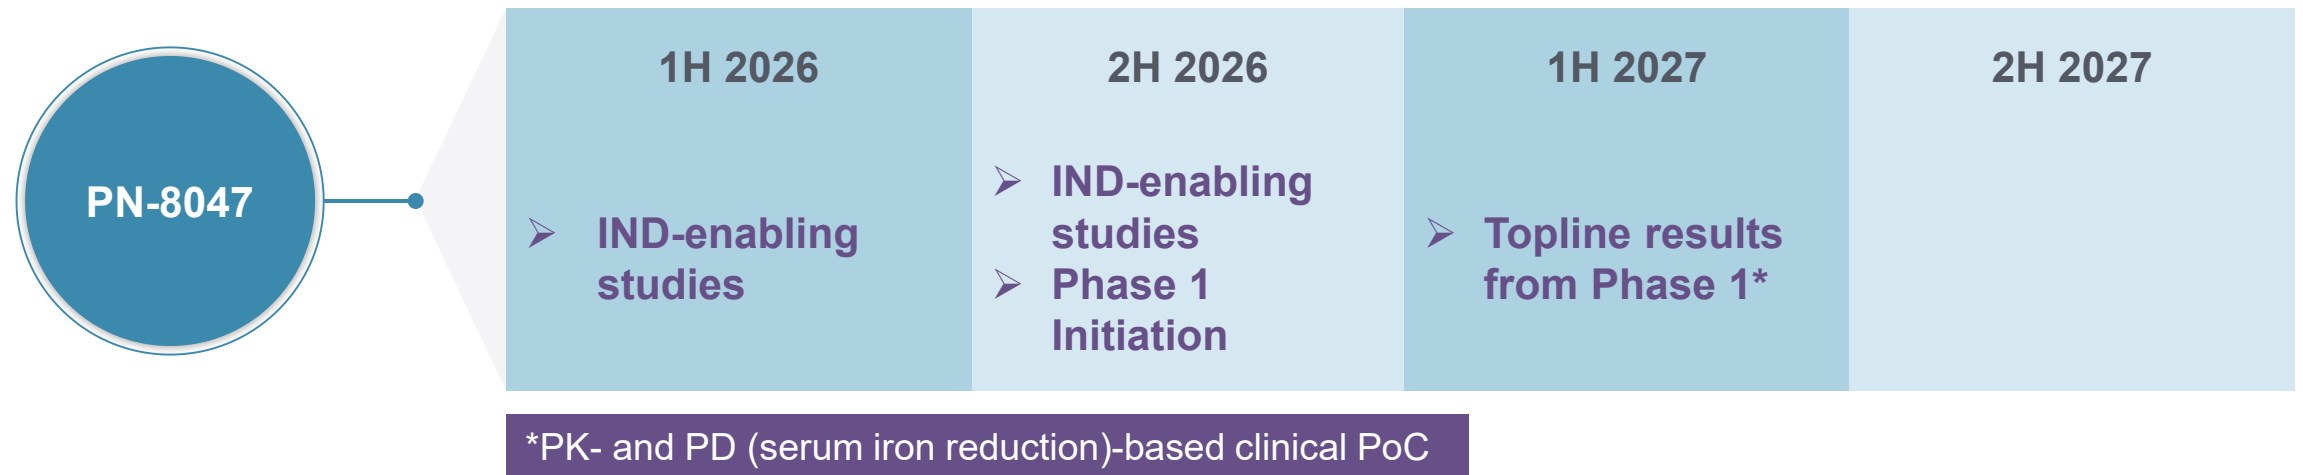 PN-8047
1H 2026
➢ IND-enabling
studies
2H 2026
➢ IND-enabling
studies
➢ Phase 1
Initiation
1H 2027
➢ Topline results
from Phase 1*
2H 2027
*PK- and PD (serum iron reduction)-based clinical PoC